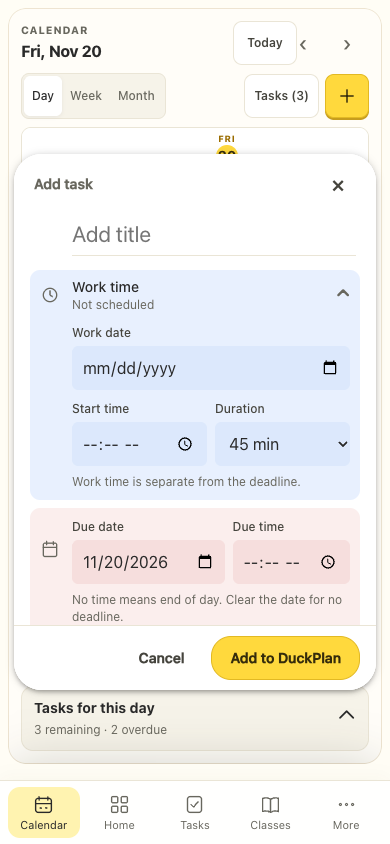 CALENDAR
Fri, Nov 20
Today
Day Week Month
Tasks (3)
FRI
Add task
Add title
Work time
Not scheduled
Work date
mm/dd/yyyy
Start time Duration
--:-- -- 45 min
Work time is separate from the deadline.
Due date Due time
11/20/2026 --:-- --
No time means end of day. Clear the date for no
deadline.
Cancel Add to DuckPlan
Tasks for this day
3 remaining · 2 overdue
Calendar Home Tasks Classes More